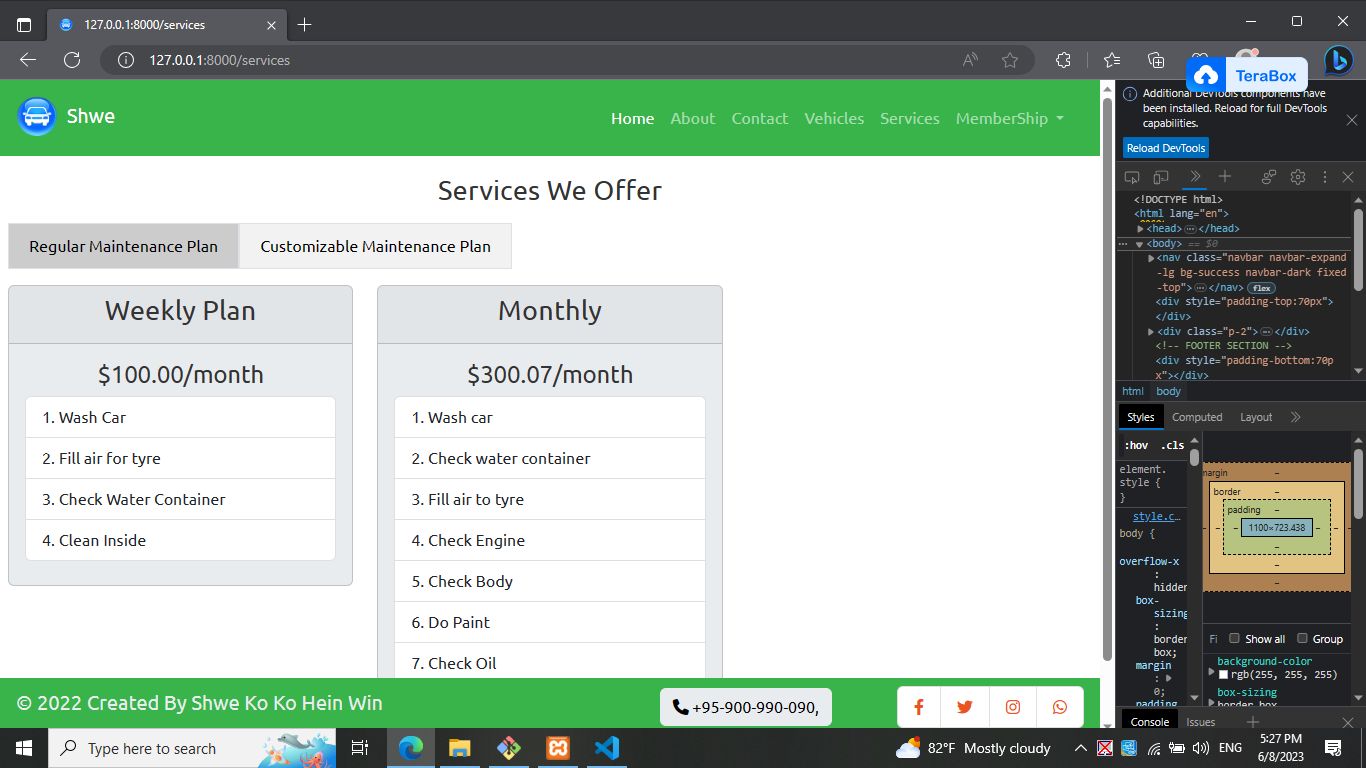 127.0.0.1:8000/services
127.0.0.1:8000/services
TeraBox
Shwe
Home About Contact Vehicles Services MemberShip
Services We Offer
Regular Maintenance Plan
Customizable Maintenance Plan
Weekly Plan
$100.00/month
1. Wash Car
2. Fill air for tyre
3. Check Water Container
4. Clean Inside
Monthly
$300.07/month
1. Wash car
2. Check water container
3. Fill air to tyre
4. Check Engine
5. Check Body
6. Do Paint
7. Check Oil
© 2022 Created By Shwe Ko Ko Hein Win
+95-900-990-090,
Additional DevTools components have
been installed. Reload for full DevTools
capabilities.
Reload DevTools
<!DOCTYPE html>
<html lang="en">
<head>…</head>
<body> == $0
<nav class="navbar navbar-expand
-lg bg-success navbar-dark fixed
-top">…</nav> flex
<div style="padding-top:70px">
</div>
<div class="p-2">…</div>
<!-- FOOTER SECTION -->
<div style="padding-bottom:70p
x"></div>
html body
Styles Computed Layout
:hov .cls
element.
style {
}
style.c…
body {
overflow-x
:
hidden
box-
sizing
:
border
box;
margin
:
0;
padding
margin
border
padding
1100×723.438
Show all Group
background-color
rgb(255, 255, 255)
box-sizing
border-box
Console Issues
Type here to search
82°F Mostly cloudy
ENG
5:27 PM
6/8/2023